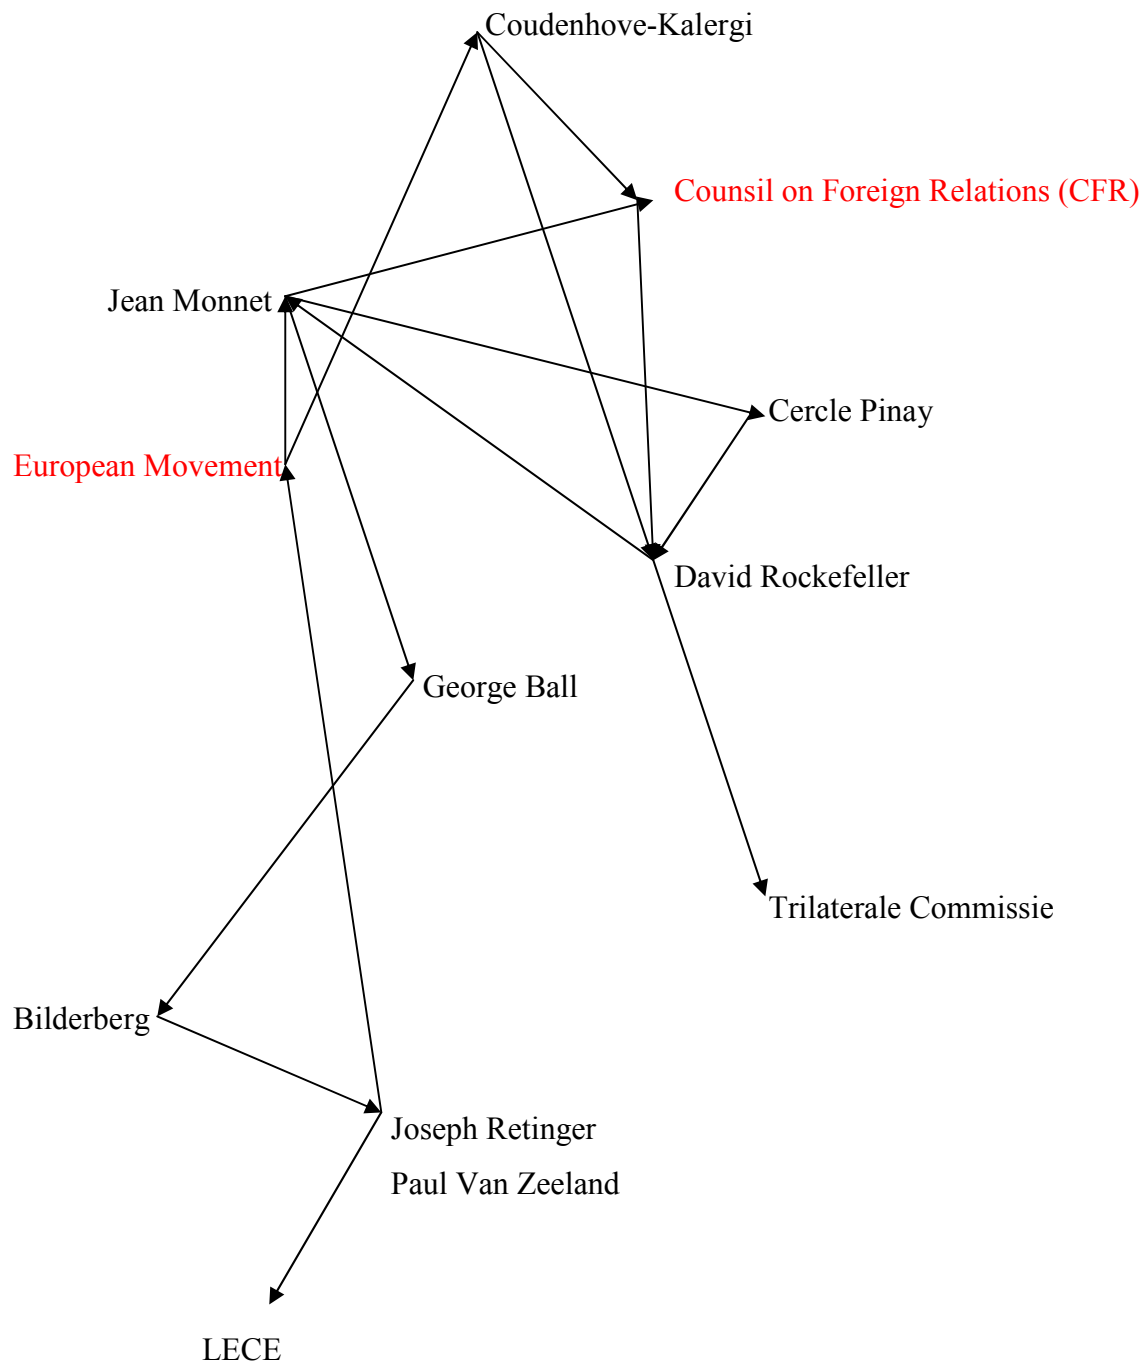 Coudenhove-Kalergi
Counsil on Foreign Relations (CFR)
Jean Monnet
Cercle Pinay
European Movement
David Rockefeller
George Ball
Trilaterale Commissie
Bilderberg
Joseph Retinger
Paul Van Zeeland
LECE